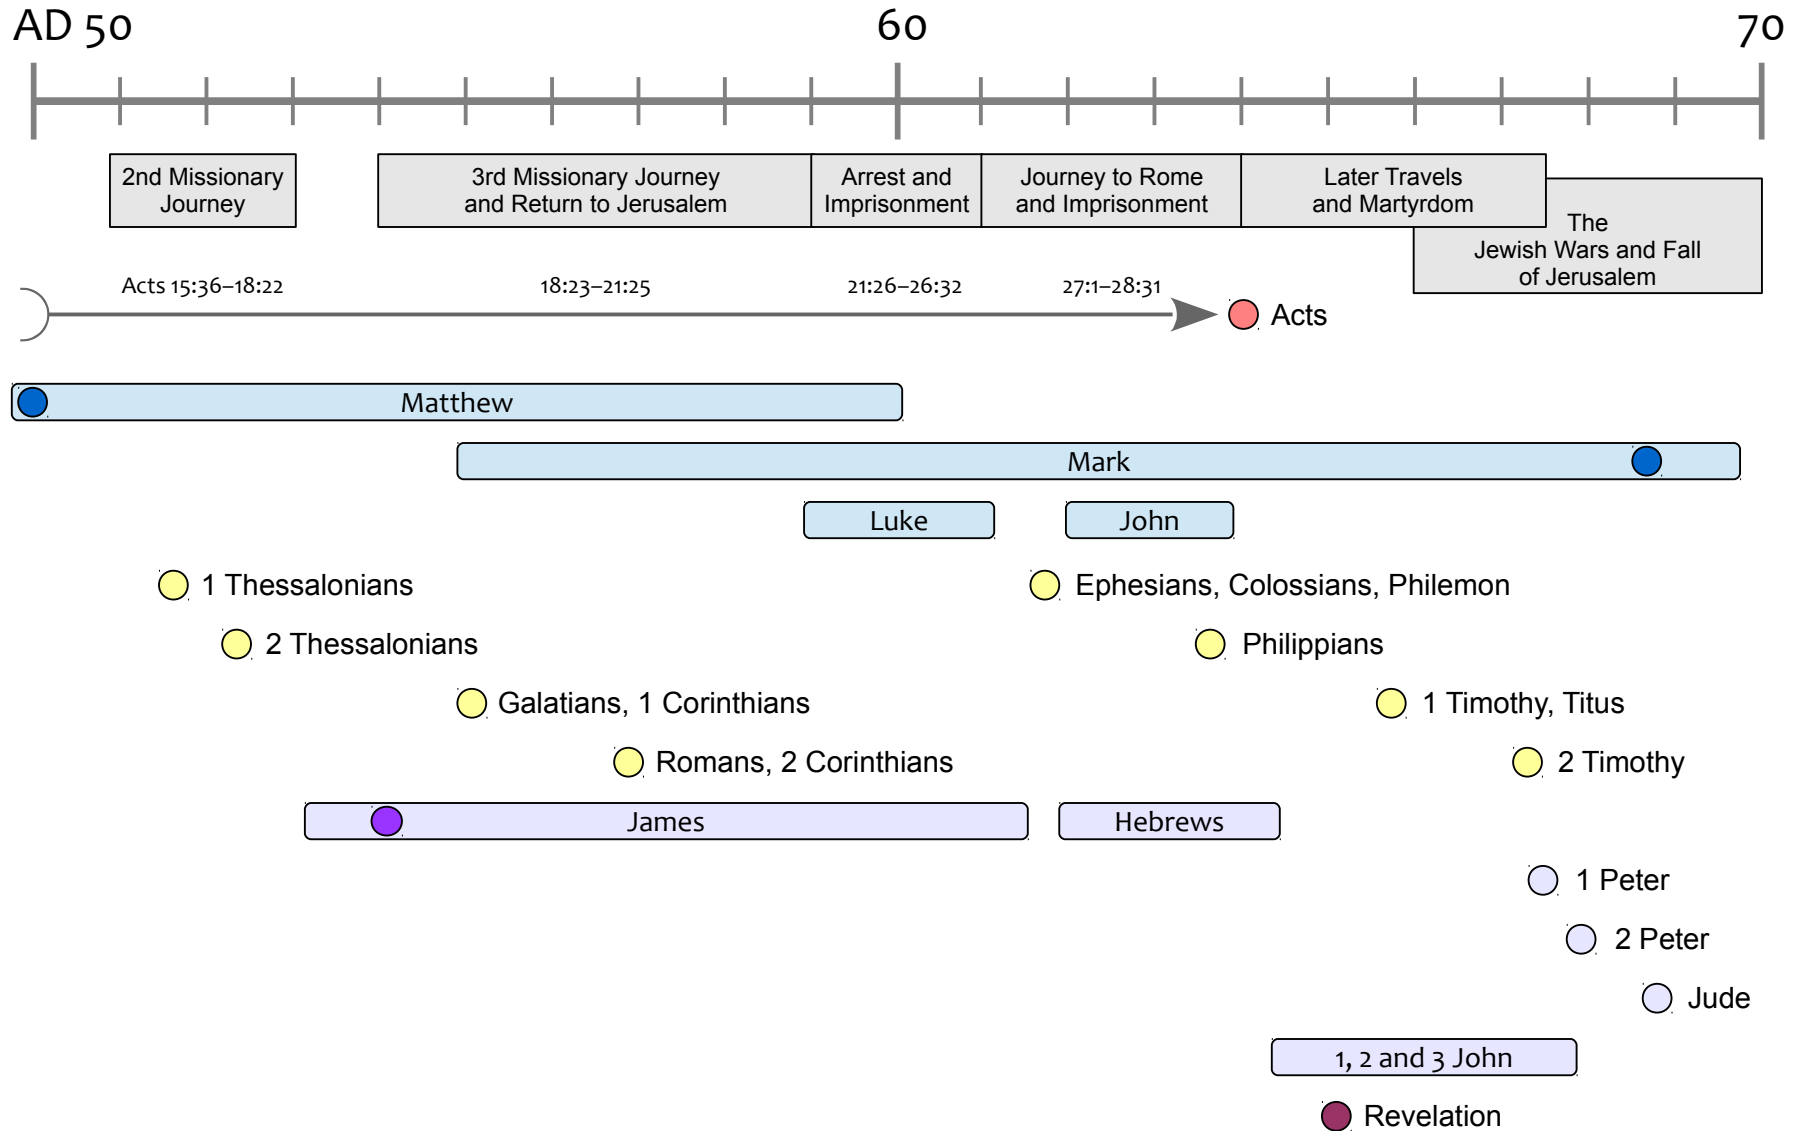 AD 50
60
70
2nd Missionary
Journey
3rd Missionary Journey
and Return to Jerusalem
Arrest and
Imprisonment
Journey to Rome
and Imprisonment
Later Travels
and Martyrdom
The
Jewish Wars and Fall
of Jerusalem
Acts 15:36–18:22
18:23–21:25
21:26–26:32
27:1–28:31
Acts
Matthew
Mark
Luke
John
1 Thessalonians
Ephesians, Colossians, Philemon
2 Thessalonians
Philippians
Galatians, 1 Corinthians
1 Timothy, Titus
Romans, 2 Corinthians
2 Timothy
James
Hebrews
1 Peter
2 Peter
Jude
1, 2 and 3 John
Revelation